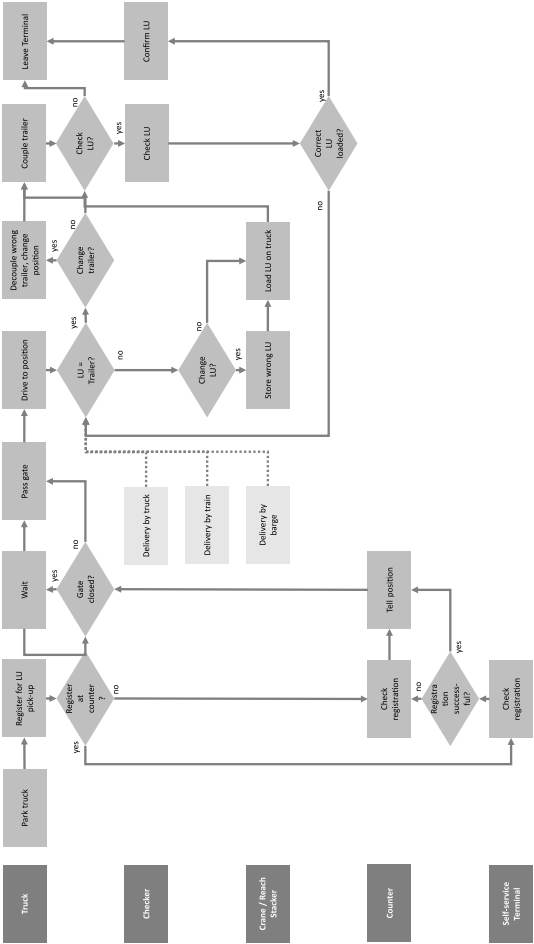 Truck
Park truck
Register for LU
pick-up
Wait
Pass gate
Drive to position
Decouple wrong
trailer, change
position
Couple trailer
Leave Terminal
yes
Register
at
counter
?
no
yes
Gate
closed?
no
LU =
Trailer?
yes
no
yes
Change
trailer?
no
Check
LU?
no
yes
Checker
Delivery by truck
Check LU
Confirm LU
Delivery by train
Change
LU?
no
yes
Crane / Reach
Stacker
Delivery by
barge
Store wrong LU
Load LU on truck
no
Correct
LU
loaded?
yes
Counter
Check
registration
Tell position
no
Registra
tion
success-
ful?
yes
Self-service
Terminal
Check
registration